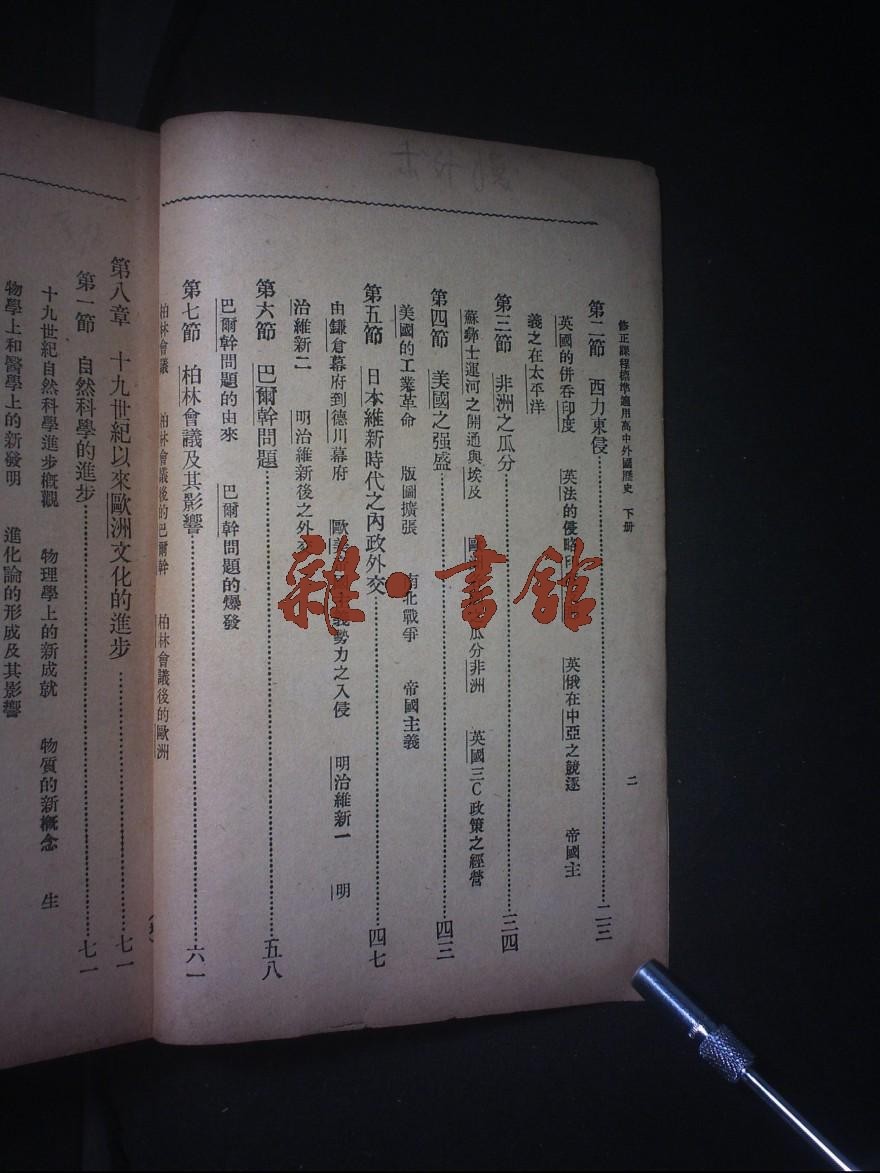 修正課程標準適用高中外國歷史 下册
二
第二節 西力東侵……二三
英國的併吞印度 英法的侵略 英俄在中亞之競逐 帝國主
義之在太平洋
第三節 非洲之瓜分……三四
蘇彝士運河之開通與埃及 瓜分非洲 英國三C政策之經營
第四節 美國之强盛……四三
美國的工業革命 版圖擴張 南北戰爭 帝國主義
第五節 日本維新時代之內政外交……四七
由鎌倉幕府到德川幕府 歐美 勢力之入侵 明治維新一 明
治維新二 明治維新後之外交
第六節 巴爾幹問題……五八
巴爾幹問題的由來 巴爾幹問題的爆發
第七節 柏林會議及其影響……六一
柏林會議 柏林會議後的巴爾幹 柏林會議後的歐洲
第八章 十九世紀以來歐洲文化的進步……七一
第一節 自然科學的進步……七一
十九世紀自然科學進步概觀 物理學上的新成就 物質的新概念 生
物學上和醫學上的新發明 進化論的形成及其影響
雜·書館